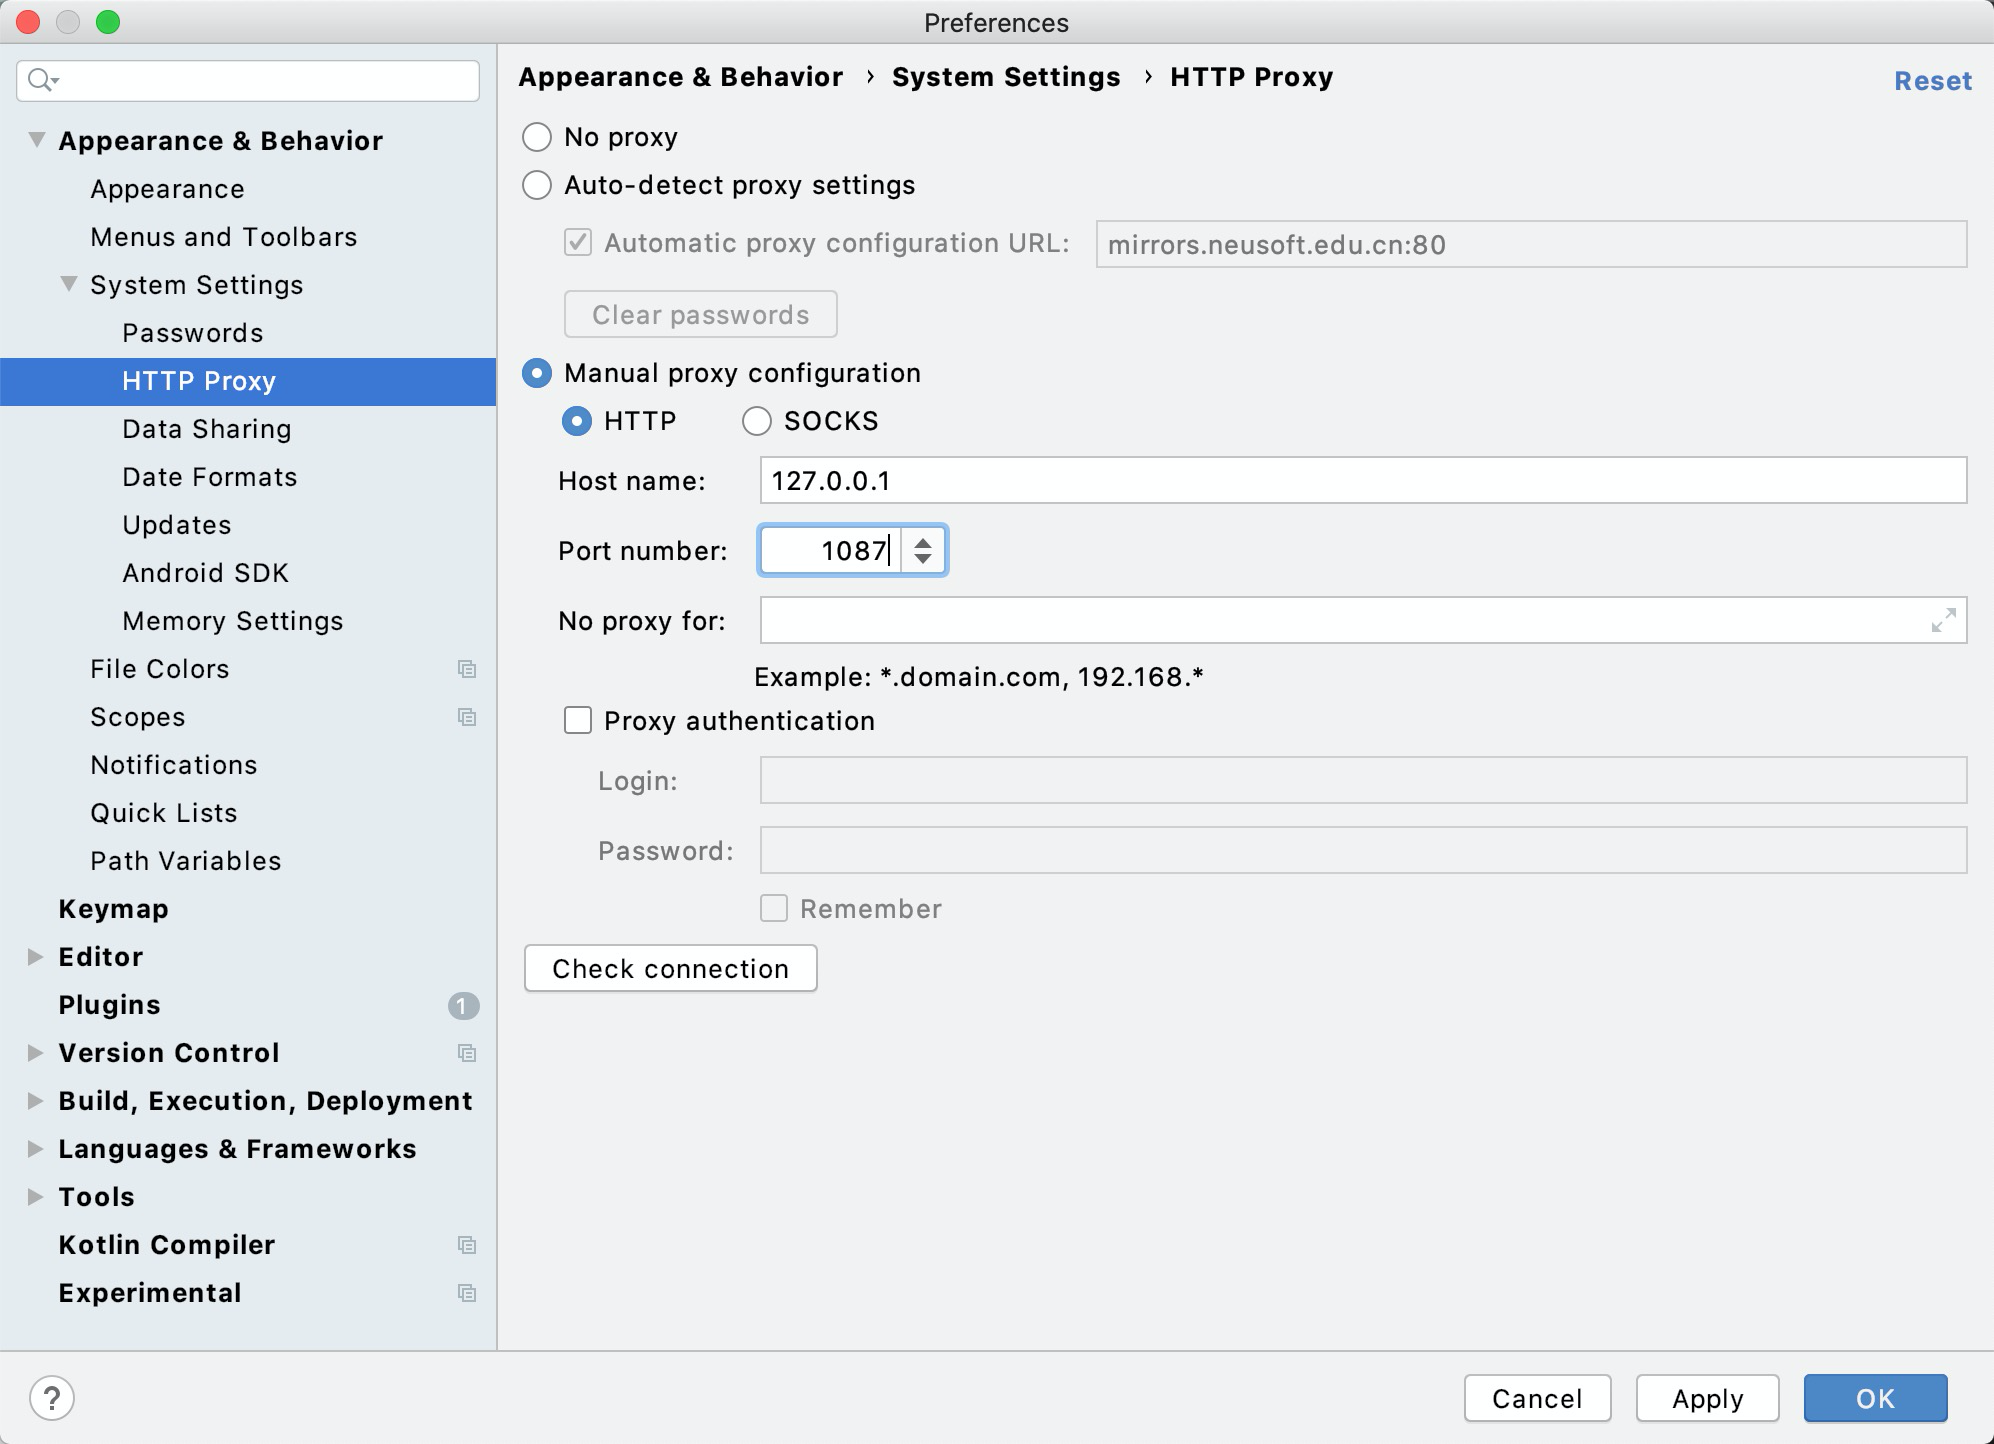 Preferences
Appearance & Behavior
Appearance
Menus and Toolbars
System Settings
Passwords
HTTP Proxy
Data Sharing
Date Formats
Updates
Android SDK
Memory Settings
File Colors
Scopes
Notifications
Quick Lists
Path Variables
Keymap
Editor
Plugins 1
Version Control
Build, Execution, Deployment
Languages & Frameworks
Tools
Kotlin Compiler
Experimental
Appearance & Behavior › System Settings › HTTP Proxy
Reset
No proxy
Auto-detect proxy settings
Automatic proxy configuration URL: mirrors.neusoft.edu.cn:80
Clear passwords
Manual proxy configuration
HTTP SOCKS
Host name: 127.0.0.1
Port number: 1087
No proxy for:
Example: *.domain.com, 192.168.*
Proxy authentication
Login:
Password:
Remember
Check connection
? Cancel Apply OK